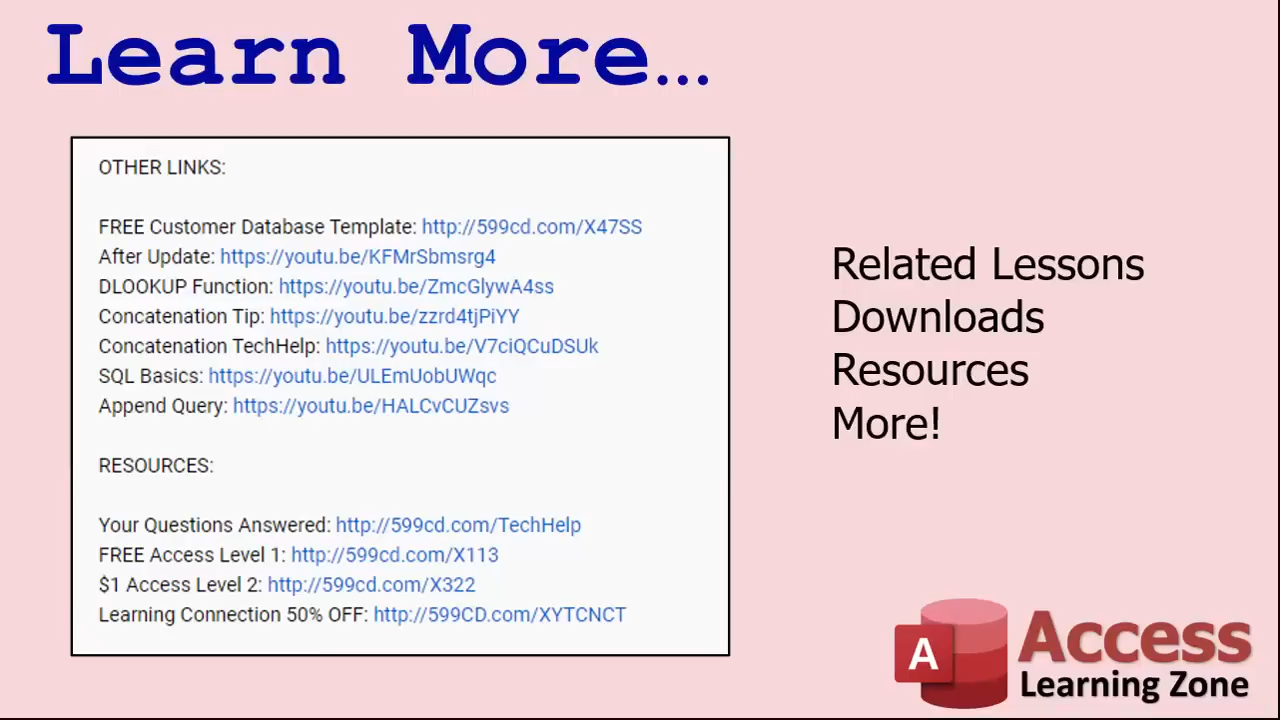 Learn More...
OTHER LINKS:
FREE Customer Database Template: http://599cd.com/X47SS
After Update: https://youtu.be/KFMrSbmsrg4
DLOOKUP Function: https://youtu.be/ZmcGlywA4ss
Concatenation Tip: https://youtu.be/zzrd4tjPiYY
Concatenation TechHelp: https://youtu.be/V7ciQCuDSUk
SQL Basics: https://youtu.be/ULEmUobUWqc
Append Query: https://youtu.be/HALCvCUZsvs
RESOURCES:
Your Questions Answered: http://599cd.com/TechHelp
FREE Access Level 1: http://599cd.com/X113
$1 Access Level 2: http://599cd.com/X322
Learning Connection 50% OFF: http://599CD.com/XYTCNCT
Related Lessons
Downloads
Resources
More!
A
Access
Learning Zone